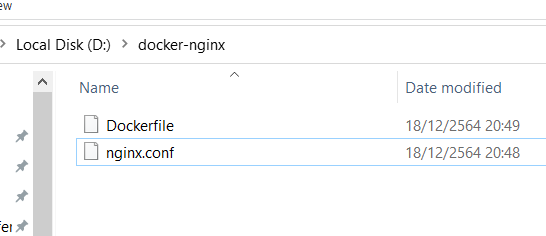 ew
Local Disk (D:) docker-nginx
Name Date modified
Dockerfile 18/12/2564 20:49
nginx.conf 18/12/2564 20:48
fe